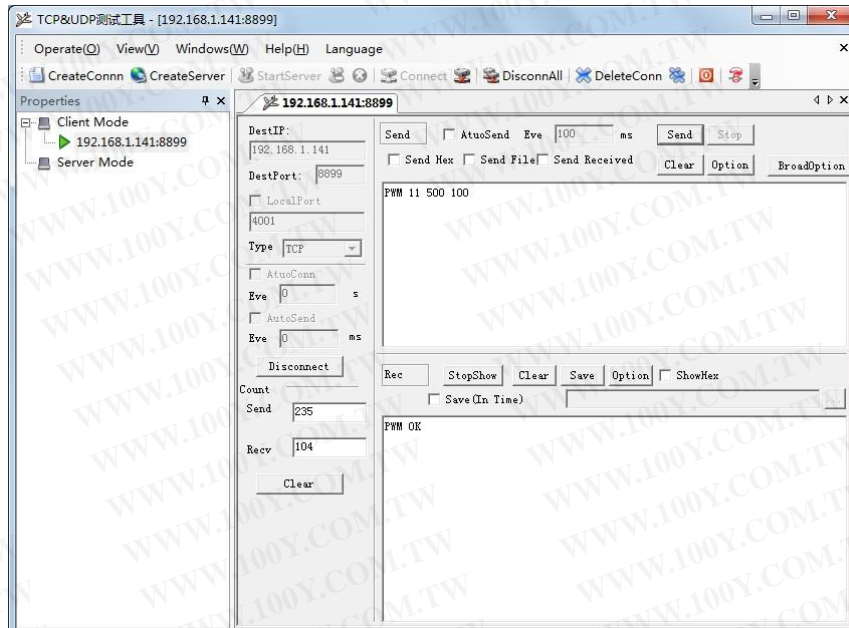 TCP&UDP测试工具 - [192.168.1.141:8899]
Operate(O) View(V) Windows(W) Help(H) Language
CreateConnn CreateServer StartServer Connect DisconnAll DeleteConn
Properties
Client Mode
192.168.1.141:8899
Server Mode
192.168.1.141:8899
DestIP:
192.168.1.141
DestPort: 8899
LocalPort
4001
Type TCP
AtuoConn
Eve 0 s
AutoSend
Eve 0 ms
Disconnect
Count
Send 235
Recv 104
Clear
Send AtuoSend Eve 100 ms Send Stop
Send Hex Send File Send Received Clear Option BroadOption
PWM 11 500 100
Rec StopShow Clear Save Option ShowHex
Save(In Time) ...
PWM OK
WWW.100Y.COM.TW